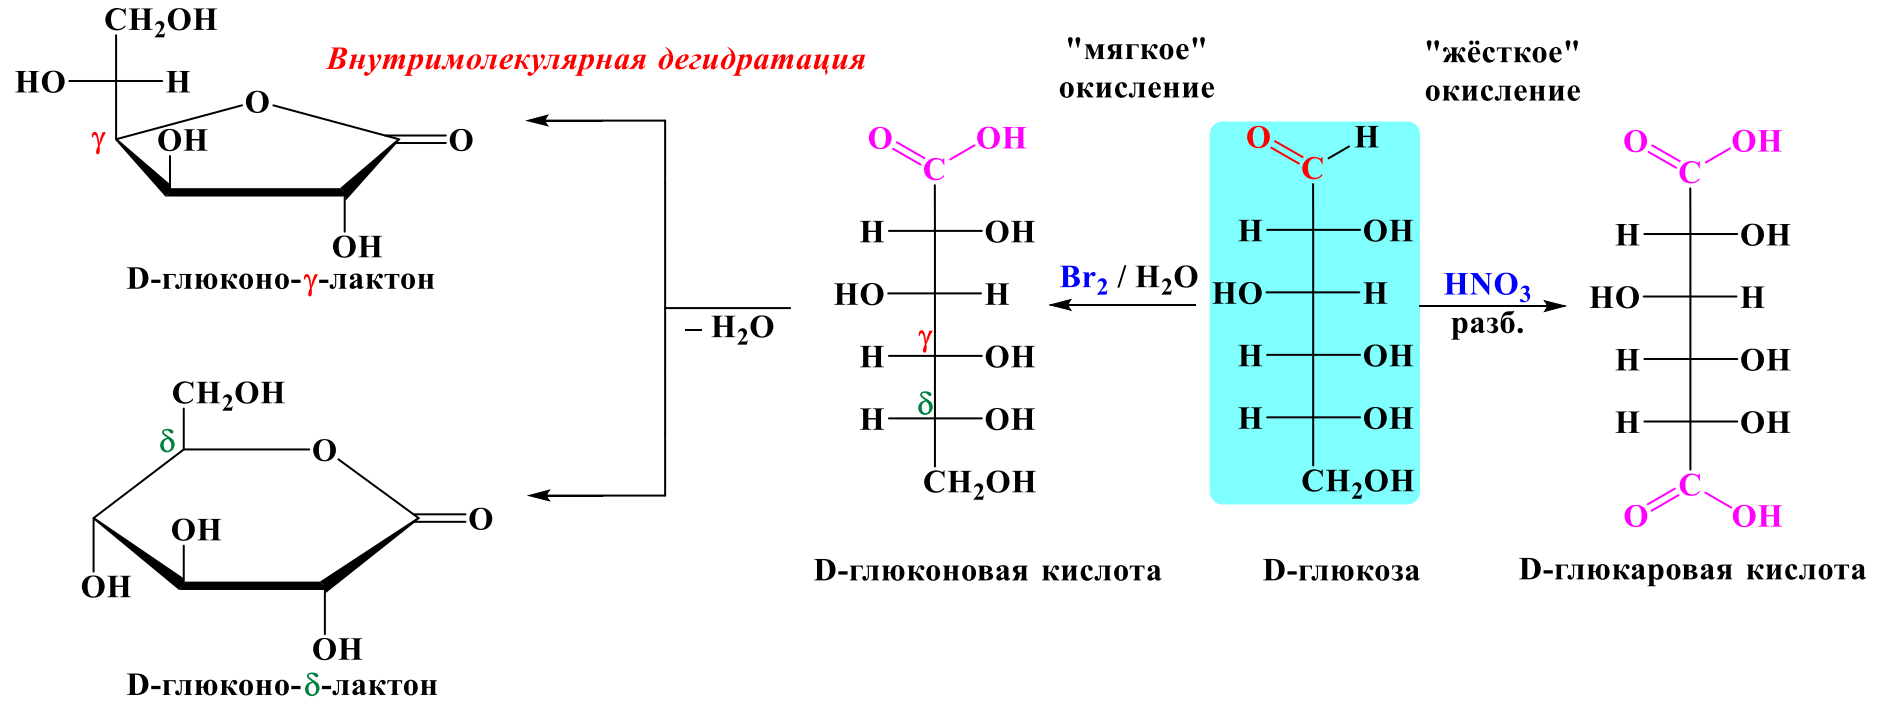 Внутримолекулярная дегидратация
"мягкое"
окисление
"жёсткое"
окисление
CH₂OH
HO H
O
γ OH
O
OH
D-глюконо-γ-лактон
CH₂OH
δ
O
OH
O
OH
OH
D-глюконо-δ-лактон
– H₂O
O OH
C
H OH
HO H
γ
H OH
δ
H OH
CH₂OH
D-глюконовая кислота
Br₂ / H₂O
O H
C
H OH
HO H
H OH
H OH
CH₂OH
D-глюкоза
HNO₃
разб.
O OH
C
H OH
HO H
H OH
H OH
C
O OH
D-глюкаровая кислота